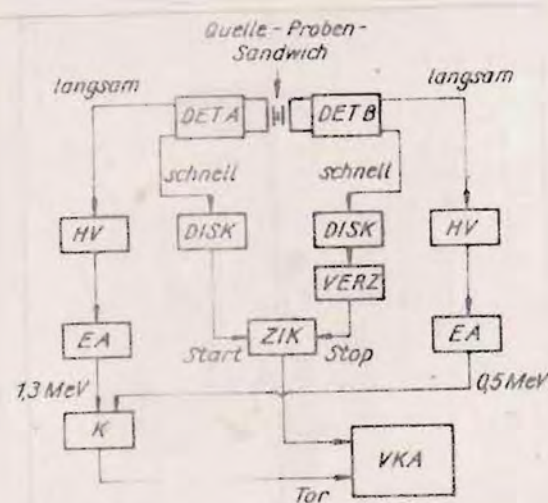 Quelle-Proben-
Sandwich
langsam
langsam
DET A
DET B
schnell
schnell
HV
DISK
DISK
HV
VERZ
EA
ZIK
EA
Start
Stop
1,3 MeV
0,5 MeV
K
VKA
Tor